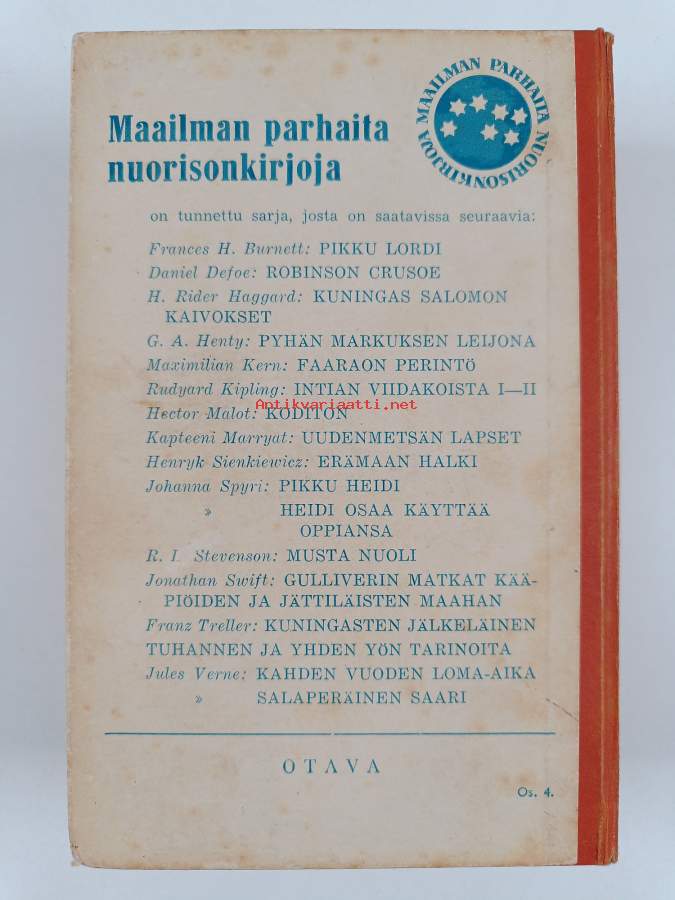 MAAILMAN PARHAITA NUORISONKIRJOJA
Maailman parhaita
nuorisonkirjoja
on tunnettu sarja, josta on saatavissa seuraavia:
Frances H. Burnett: PIKKU LORDI
Daniel Defoe: ROBINSON CRUSOE
H. Rider Haggard: KUNINGAS SALOMON
KAIVOKSET
G. A. Henty: PYHÄN MARKUKSEN LEIJONA
Maximilian Kern: FAARAON PERINTÖ
Rudyard Kipling: INTIAN VIIDAKOISTA I—II
Antikvariaatti.net
Hector Malot: KODITON
Kapteeni Marryat: UUDENMETSÄN LAPSET
Henryk Sienkiewicz: ERÄMAAN HALKI
Johanna Spyri: PIKKU HEIDI
» HEIDI OSAA KÄYTTÄÄ
OPPIANSA
R. L. Stevenson: MUSTA NUOLI
Jonathan Swift: GULLIVERIN MATKAT KÄÄ-
PIÖIDEN JA JÄTTILÄISTEN MAAHAN
Franz Treller: KUNINGASTEN JÄLKELÄINEN
TUHANNEN JA YHDEN YÖN TARINOITA
Jules Verne: KAHDEN VUODEN LOMA-AIKA
» SALAPERÄINEN SAARI
OTAVA
Os. 4.